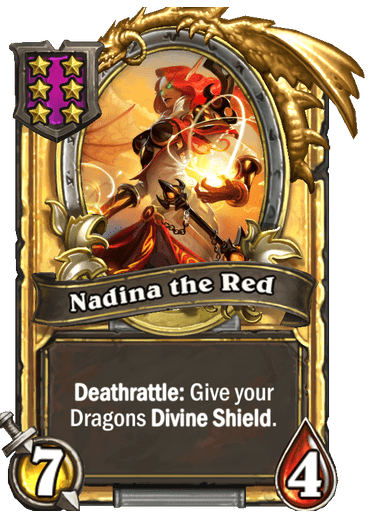 Nadina the Red
Deathrattle: Give your
Dragons Divine Shield.
7
4